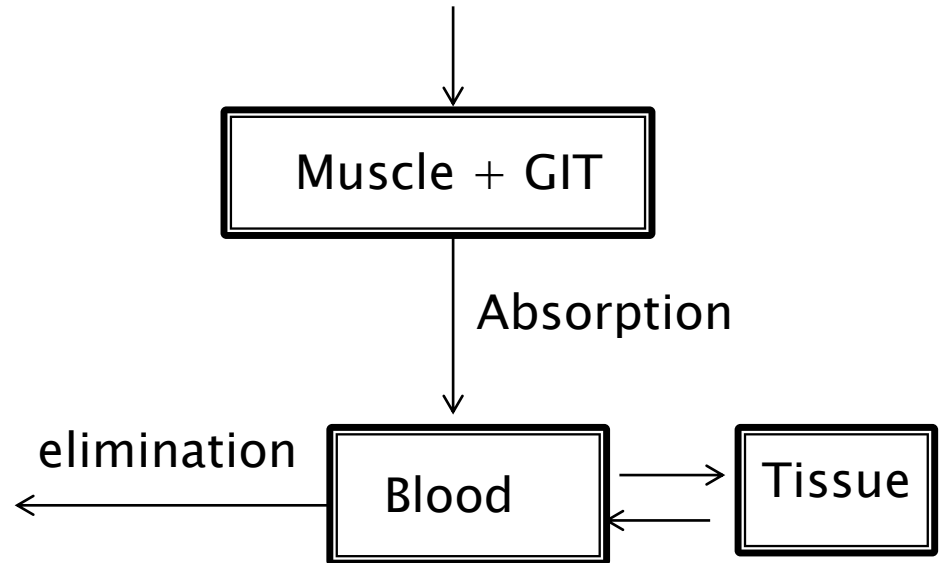 Muscle + GIT
Absorption
elimination
Blood
Tissue